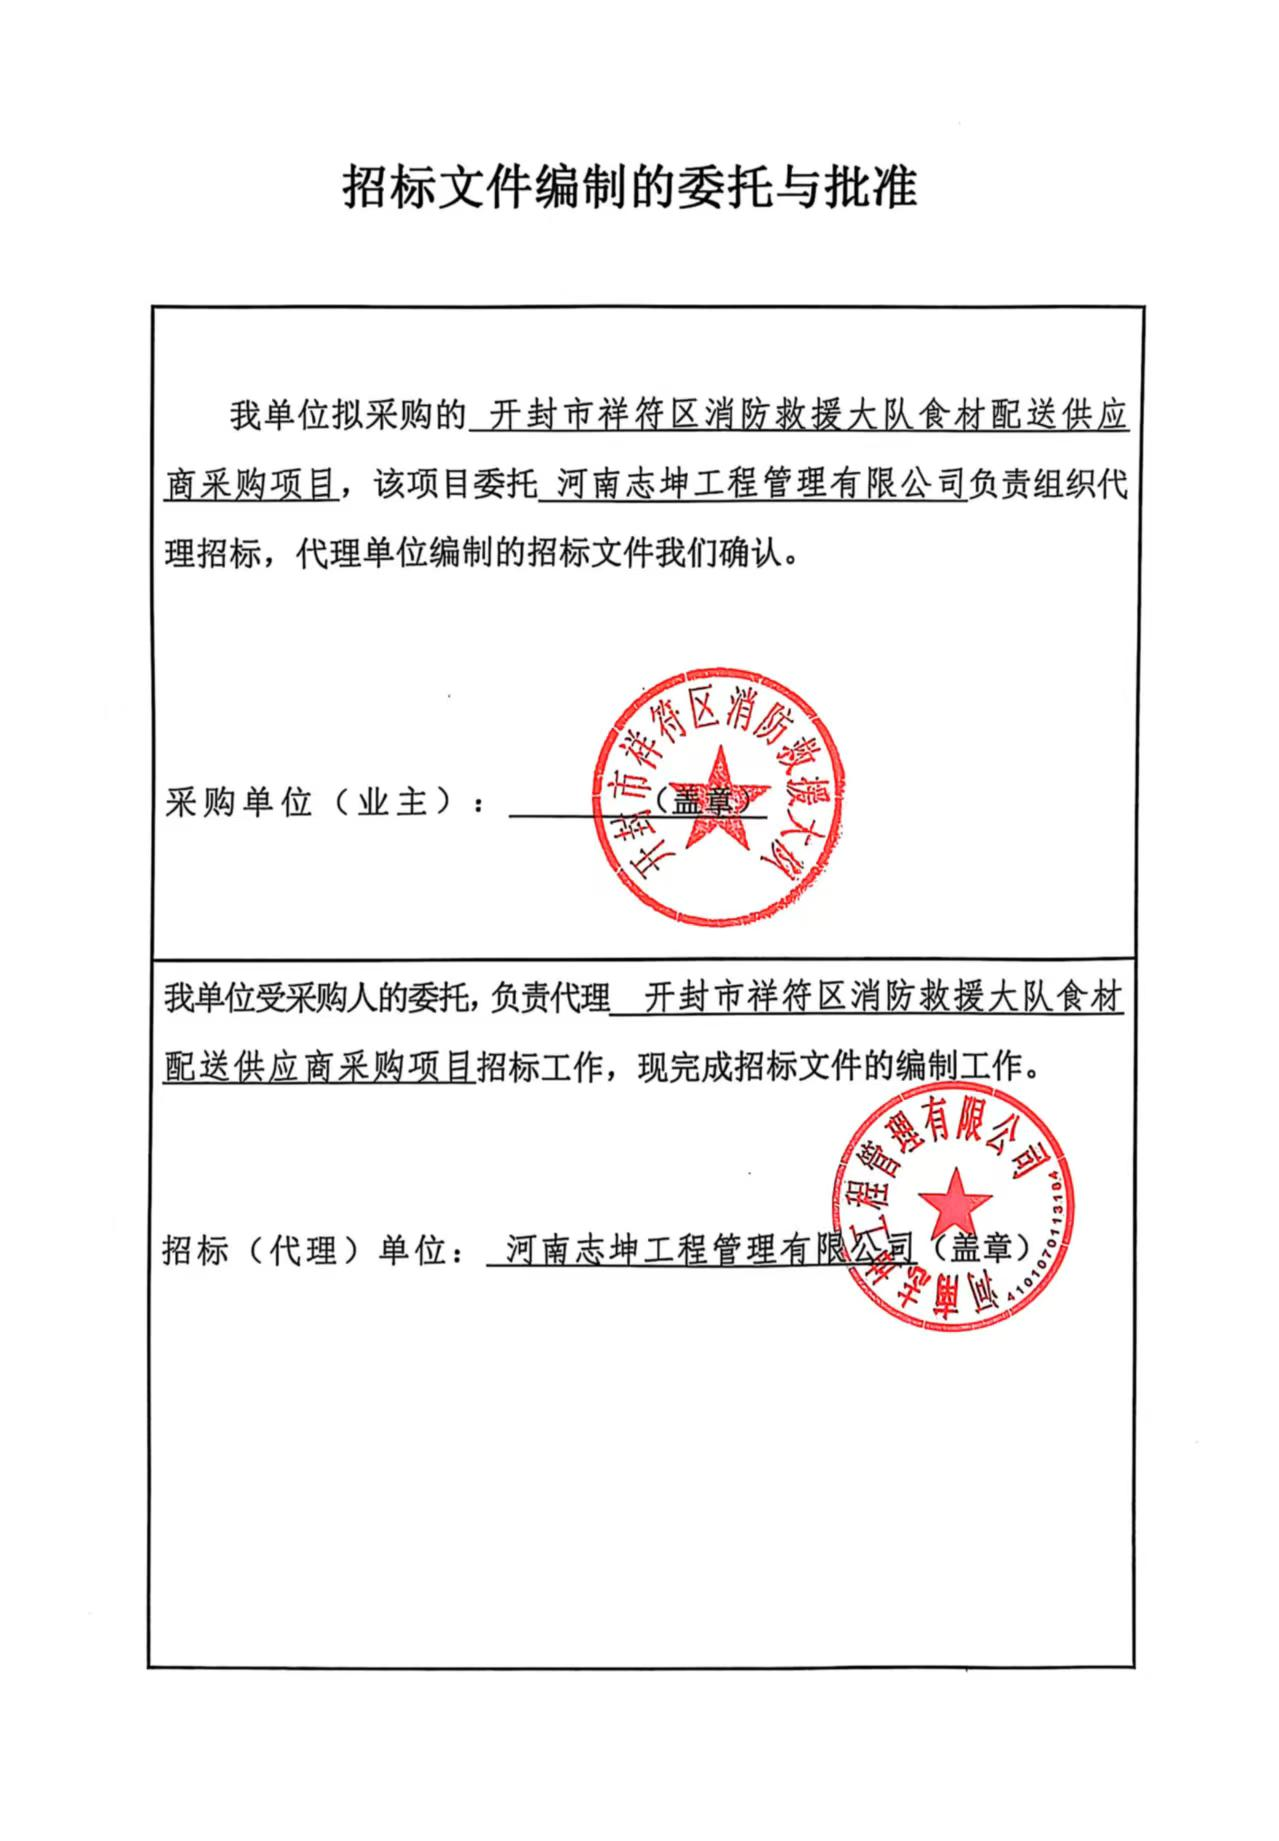 招标文件编制的委托与批准
我单位拟采购的 开封市祥符区消防救援大队食材配送供应
商采购项目，该项目委托 河南志坤工程管理有限公司负责组织代
理招标，代理单位编制的招标文件我们确认。
开封市祥符区消防救援大队
采购单位（业主）：（盖章）
我单位受采购人的委托，负责代理 开封市祥符区消防救援大队食材
配送供应商采购项目招标工作，现完成招标文件的编制工作。
招标（代理）单位： 河南志坤工程管理有限公司（盖章）
河南志坤工程管理有限公司
4101070113184